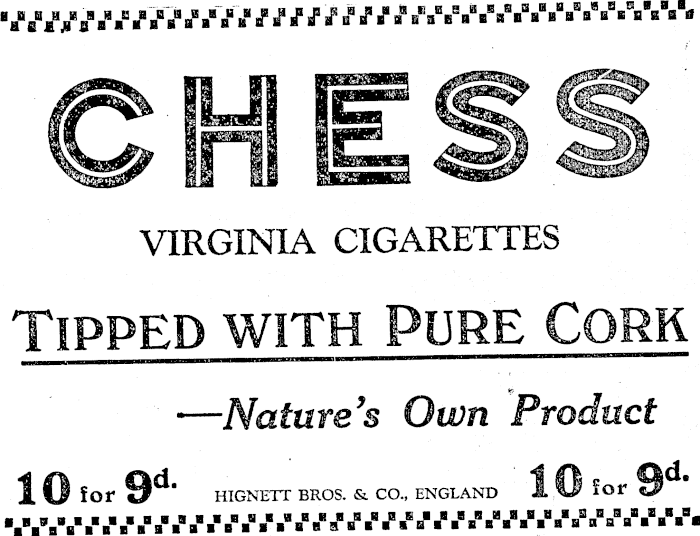 CHESS
VIRGINIA CIGARETTES
TIPPED WITH PURE CORK
—Nature's Own Product
10 for 9d. HIGNETT BROS. & CO., ENGLAND 10 for 9d.